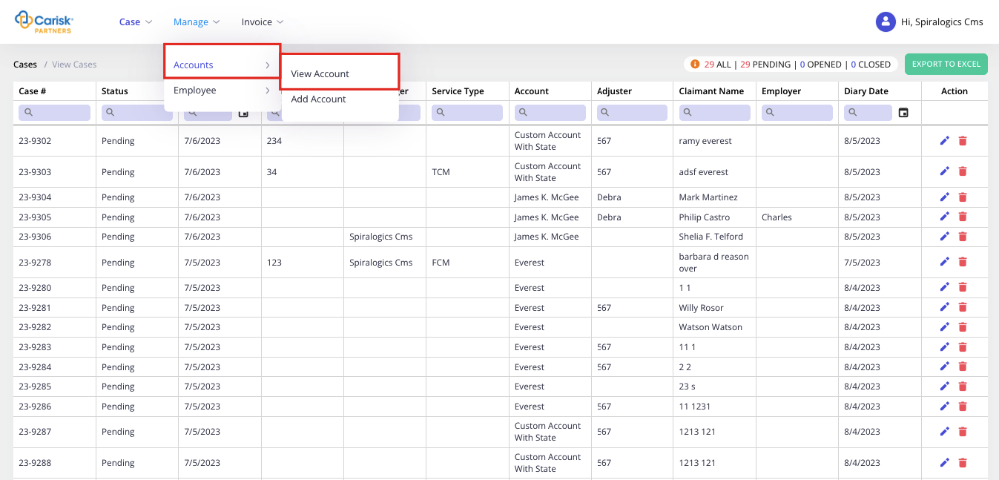 Carisk
PARTNERS
Case Manage Invoice Hi, Spiralogics Cms
Accounts
Employee
View Account
Add Account
Cases / View Cases 29 ALL | 29 PENDING | 0 OPENED | 0 CLOSED EXPORT TO EXCEL
Case # Status Service Type Account Adjuster Claimant Name Employer Diary Date Action
23-9302 Pending 7/6/2023 234 Custom Account With State 567 ramy everest 8/5/2023
23-9303 Pending 7/6/2023 34 TCM Custom Account With State 567 adsf everest 8/5/2023
23-9304 Pending 7/6/2023 James K. McGee Debra Mark Martinez 8/5/2023
23-9305 Pending 7/6/2023 James K. McGee Debra Philip Castro Charles 8/5/2023
23-9306 Pending 7/6/2023 Spiralogics Cms James K. McGee Shelia F. Telford 8/5/2023
23-9278 Pending 7/5/2023 123 Spiralogics Cms FCM Everest barbara d reason over 7/5/2023
23-9280 Pending 7/5/2023 Everest 1 1 8/4/2023
23-9281 Pending 7/5/2023 Everest 567 Willy Rosor 8/4/2023
23-9282 Pending 7/5/2023 Everest Watson Watson 8/4/2023
23-9283 Pending 7/5/2023 Everest 567 11 1 8/4/2023
23-9284 Pending 7/5/2023 Everest 567 2 2 8/4/2023
23-9285 Pending 7/5/2023 Everest 23 s 8/4/2023
23-9286 Pending 7/5/2023 Everest 567 11 1231 8/4/2023
23-9287 Pending 7/5/2023 Custom Account With State 567 1213 121 8/4/2023
23-9288 Pending 7/5/2023 Custom Account With State 567 1213 121 8/4/2023